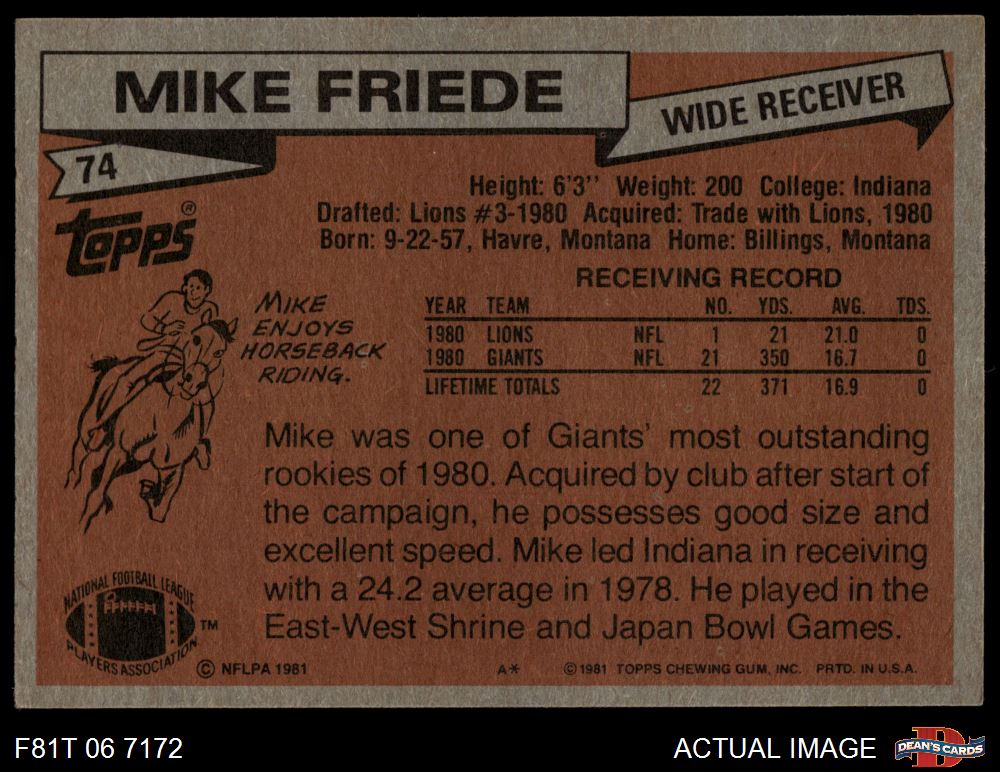 MIKE FRIEDE
WIDE RECEIVER
74
TOPPS®
Height: 6'3'' Weight: 200 College: Indiana
Drafted: Lions #3-1980 Acquired: Trade with Lions, 1980
Born: 9-22-57, Havre, Montana Home: Billings, Montana
RECEIVING RECORD
YEAR TEAM NO. YDS. AVG. TDS.
1980 LIONS NFL 1 21 21.0 0
1980 GIANTS NFL 21 350 16.7 0
LIFETIME TOTALS 22 371 16.9 0
MIKE
ENJOYS
HORSEBACK
RIDING.
Mike was one of Giants' most outstanding
rookies of 1980. Acquired by club after start of
the campaign, he possesses good size and
excellent speed. Mike led Indiana in receiving
with a 24.2 average in 1978. He played in the
East-West Shrine and Japan Bowl Games.
NATIONAL FOOTBALL LEAGUE
PLAYERS ASSOCIATION
TM
© NFLPA 1981
A*
© 1981 TOPPS CHEWING GUM, INC. PRTD. IN U.S.A.
F81T 06 7172
ACTUAL IMAGE
D
DEAN'S CARDS